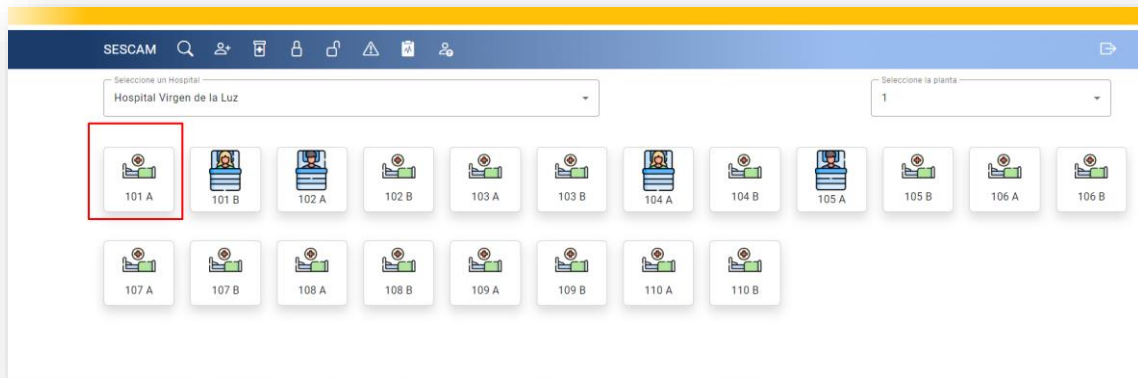 SESCAM
Seleccione un Hospital
Hospital Virgen de la Luz
Seleccione la planta
1
101 A 101 B 102 A 102 B 103 A 103 B 104 A 104 B 105 A 105 B 106 A 106 B
107 A 107 B 108 A 108 B 109 A 109 B 110 A 110 B